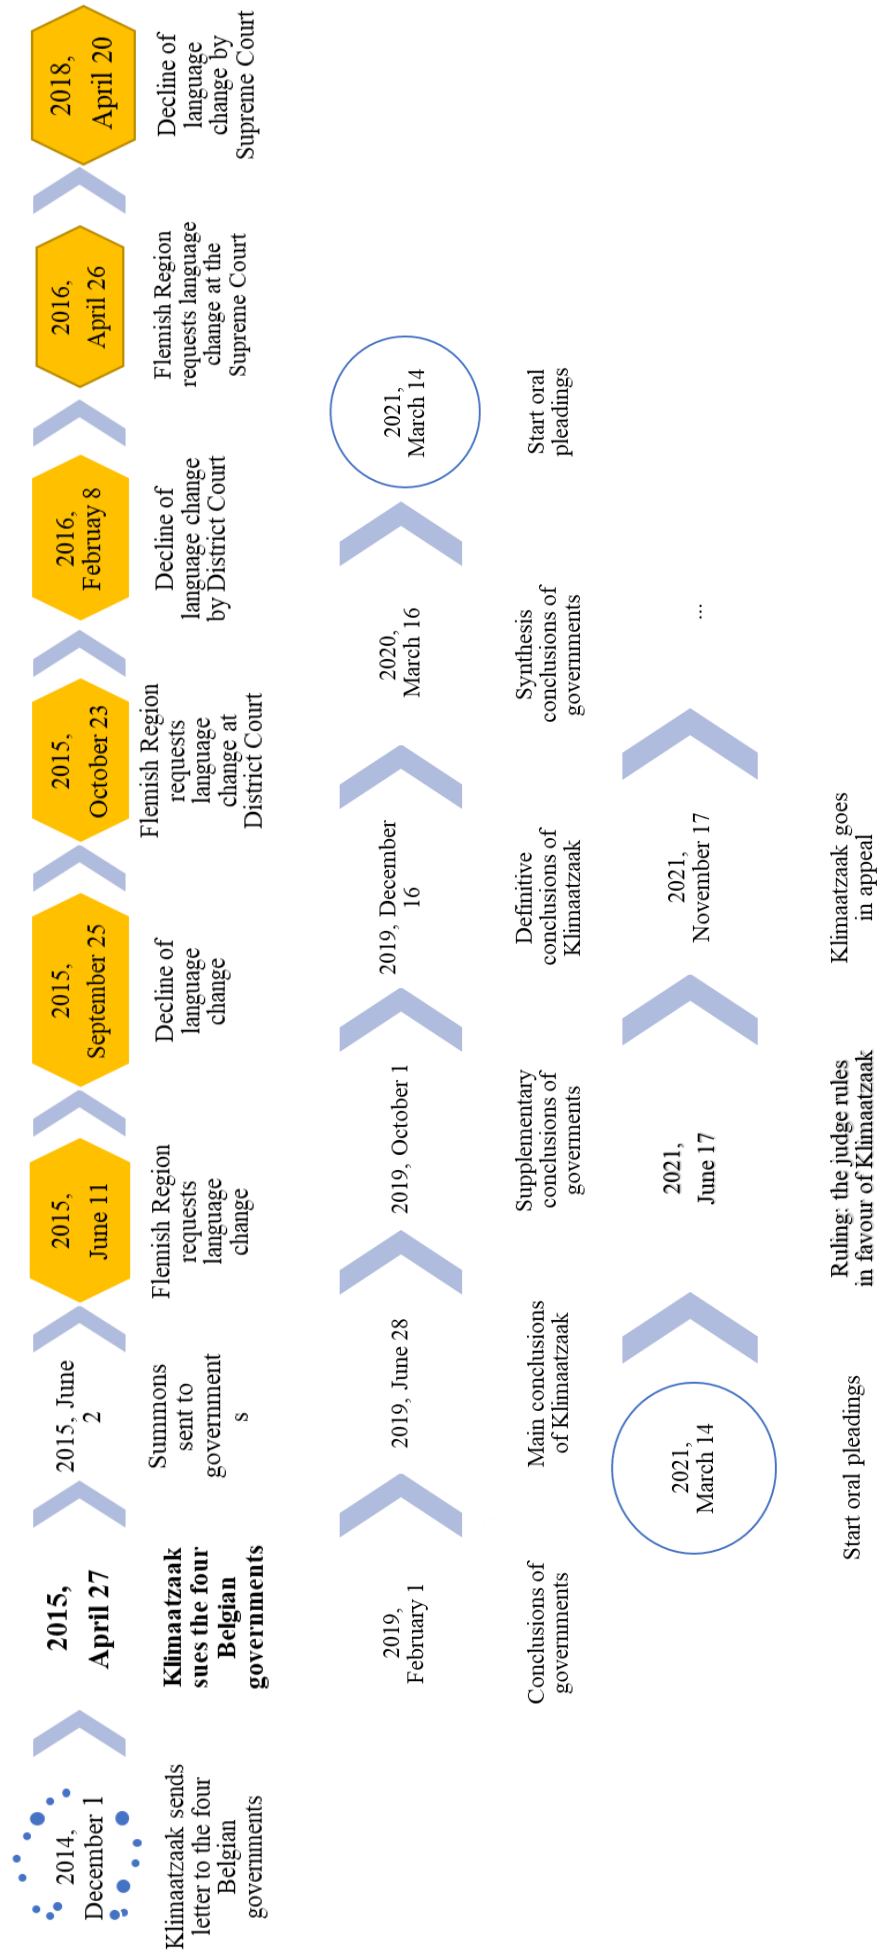 2014,
December 1
Klimaatzaak sends
letter to the four
Belgian
governments
2015,
April 27
Klimaatzaak
sues the four
Belgian
governments
2015, June
2
Summons
sent to
government
s
2015,
June 11
Flemish Region
requests
language
change
2015,
September 25
Decline of
language
change
2015,
October 23
Flemish Region
requests
language
change at
District Court
2016,
Februay 8
Decline of
language change
by District Court
2016,
April 26
Flemish Region
requests language
change at the
Supreme Court
2018,
April 20
Decline of
language
change by
Supreme Court
2019,
February 1
Conclusions of
governments
2019, June 28
Main conclusions
of Klimaatzaak
2019, October 1
Supplementary
conclusions of
goverments
2019, December
16
Definitive
conclusions of
Klimaatzaak
2020,
March 16
Synthesis
conclusions of
governments
2021,
March 14
Start oral
pleadings
2021,
March 14
Start oral pleadings
2021,
June 17
Ruling: the judge rules
in favour of Klimaatzaak
2021,
November 17
Klimaatzaak goes
in appeal
...